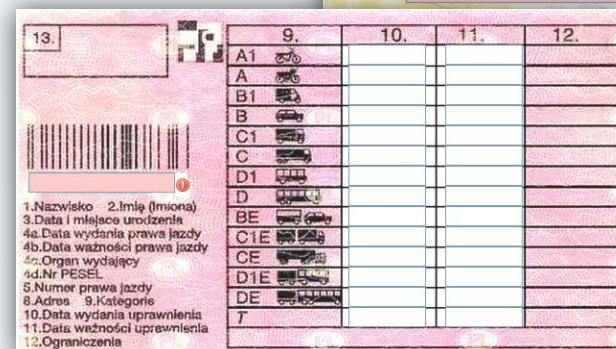 13.
9. 10. 11. 12.
A1
A
B1
B
C1
C
D1
D
BE
C1E
CE
D1E
DE
T
1.Nazwisko 2.Imię (Imiona)
3.Data i miejsce urodzenia
4a.Data wydania prawa jazdy
4b.Data ważności prawa jazdy
4c.Organ wydający
4d.Nr PESEL
5.Numer prawa jazdy
8.Adres 9.Kategorie
10.Data wydania uprawnienia
11.Data ważności uprawnienia
12.Ograniczenia